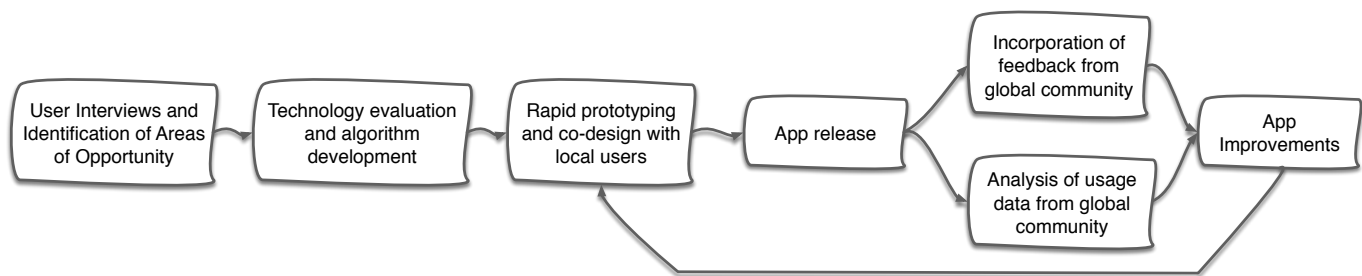 User Interviews and
Identification of Areas
of Opportunity
Technology evaluation
and algorithm
development
Rapid prototyping
and co-design with
local users
App release
Incorporation of
feedback from
global community
Analysis of usage
data from global
community
App
Improvements